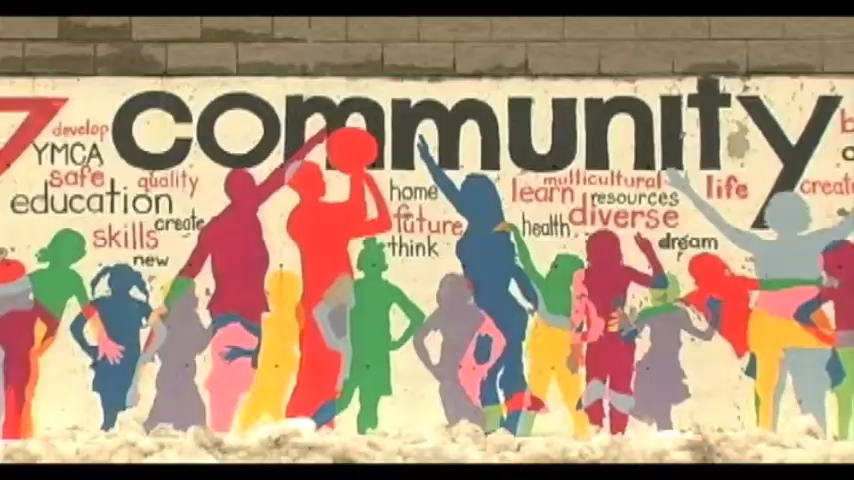 community
develop
YMCA
safe
quality
education
create
skills
new
home
future
think
learn
multicultural
resources
diverse
health
dream
life
create